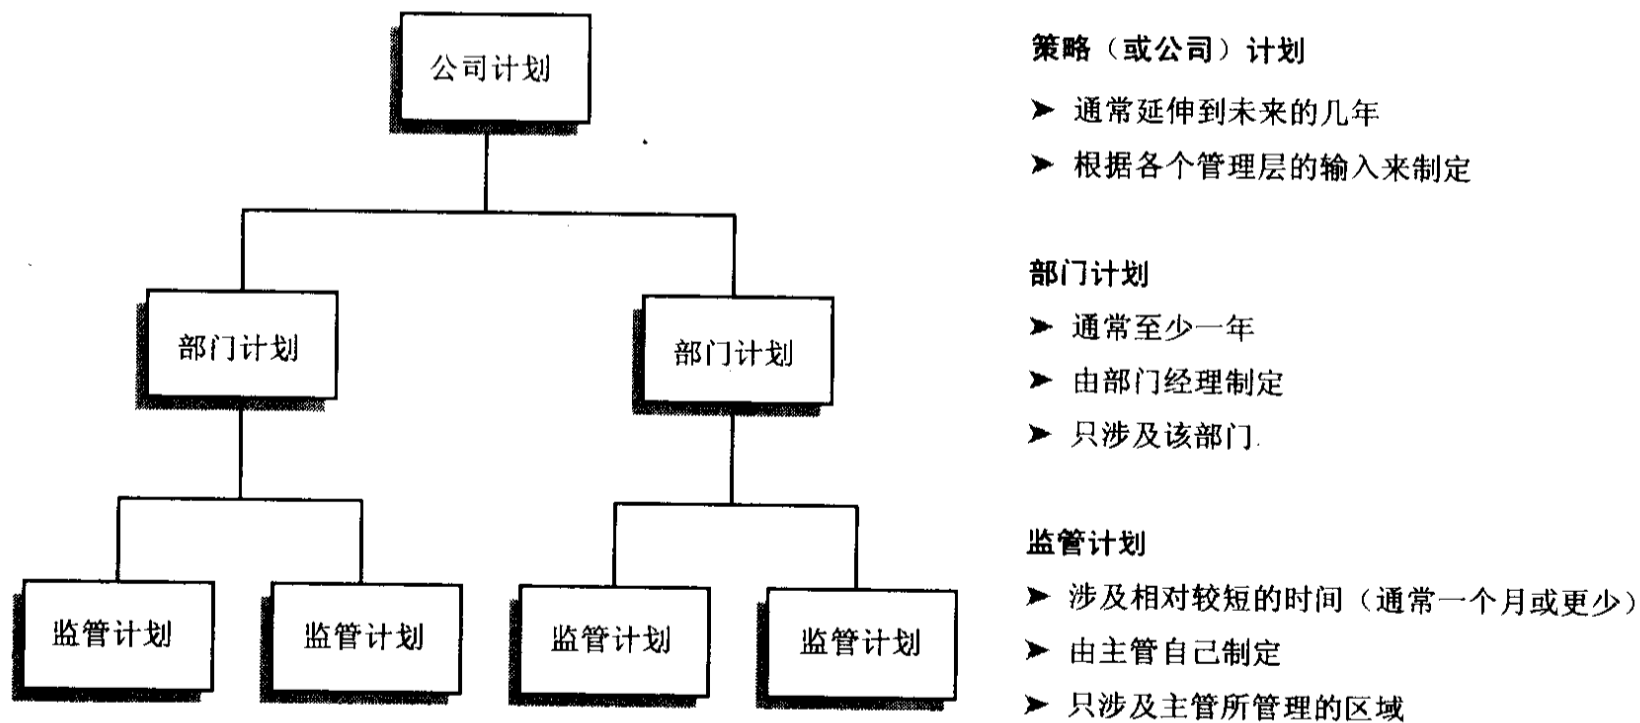 公司计划
部门计划
部门计划
监管计划
监管计划
监管计划
监管计划
策略（或公司）计划
➤ 通常延伸到未来的几年
➤ 根据各个管理层的输入来制定
部门计划
➤ 通常至少一年
➤ 由部门经理制定
➤ 只涉及该部门.
监管计划
➤ 涉及相对较短的时间（通常一个月或更少）
➤ 由主管自己制定
➤ 只涉及主管所管理的区域